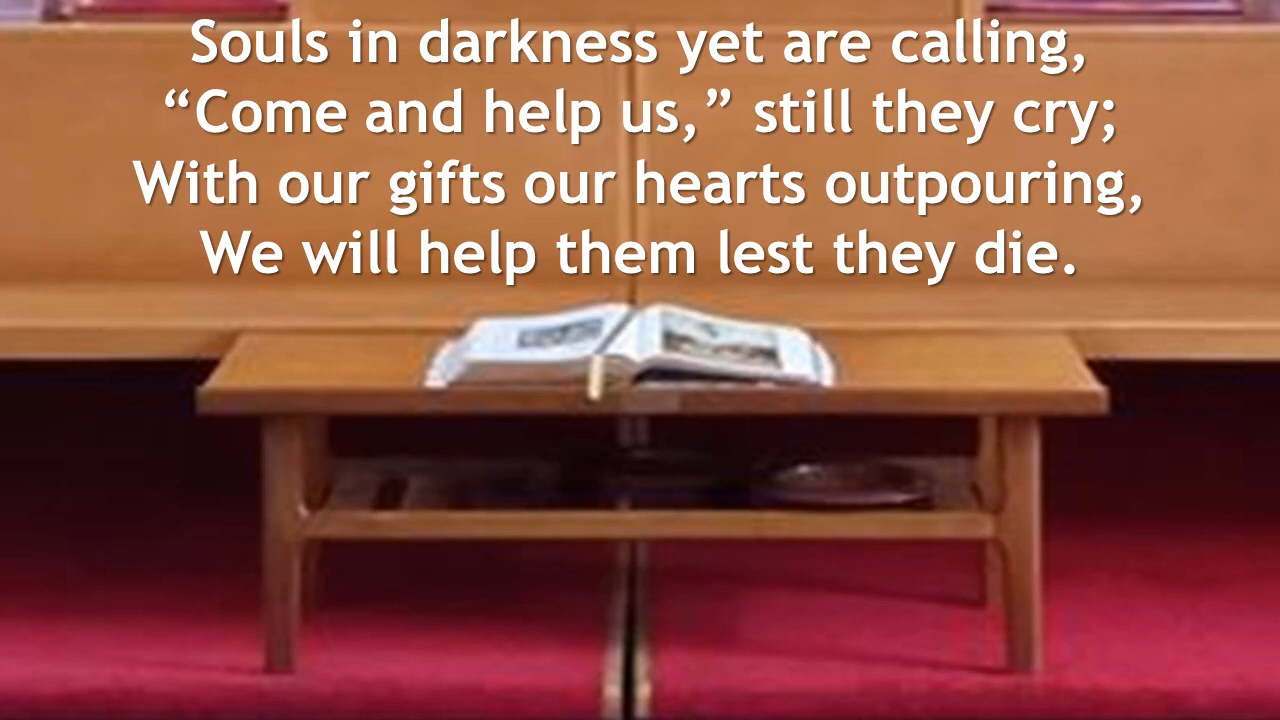 Souls in darkness yet are calling,
“Come and help us,” still they cry;
With our gifts our hearts outpouring,
We will help them lest they die.